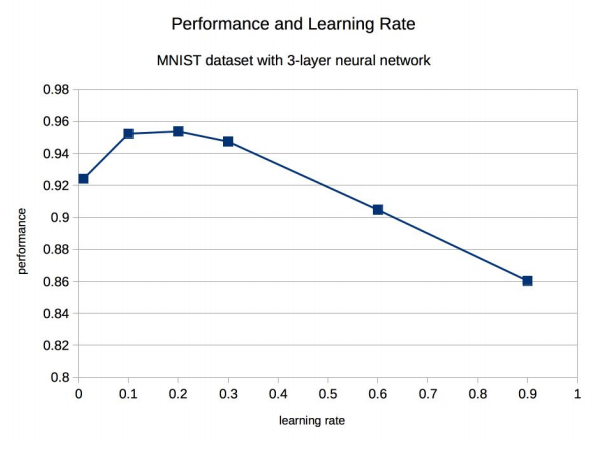 Performance and Learning Rate
MNIST dataset with 3-layer neural network
0.98
0.96
0.94
0.92
0.9
0.88
0.86
0.84
0.82
0.8
performance
0 0.1 0.2 0.3 0.4 0.5 0.6 0.7 0.8 0.9 1
learning rate